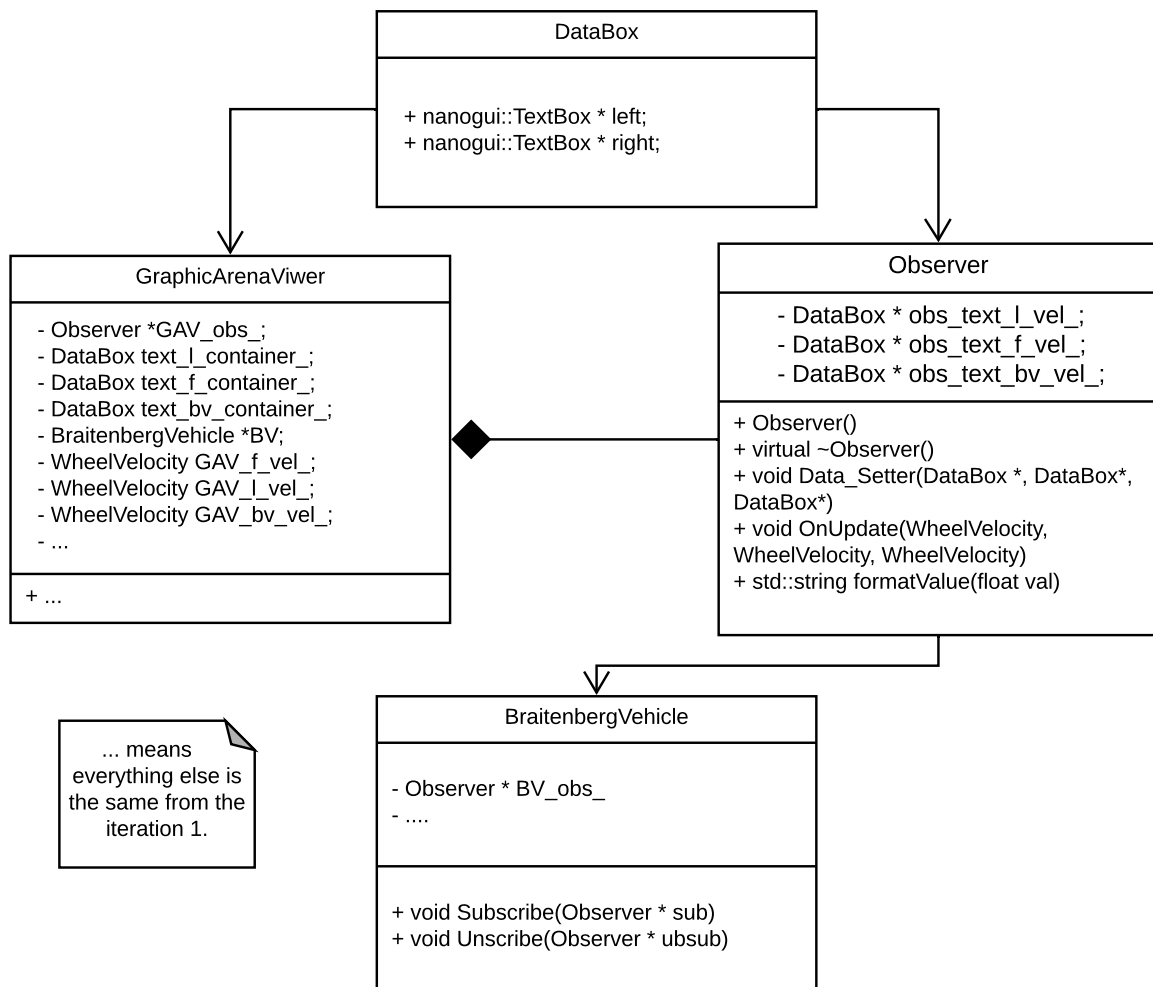 DataBox
+ nanogui::TextBox * left;
+ nanogui::TextBox * right;
GraphicArenaViwer
- Observer *GAV_obs_;
- DataBox text_l_container_;
- DataBox text_f_container_;
- DataBox text_bv_container_;
- BraitenbergVehicle *BV;
- WheelVelocity GAV_f_vel_;
- WheelVelocity GAV_l_vel_;
- WheelVelocity GAV_bv_vel_;
- ...
+ ...
Observer
- DataBox * obs_text_l_vel_;
- DataBox * obs_text_f_vel_;
- DataBox * obs_text_bv_vel_;
+ Observer()
+ virtual ~Observer()
+ void Data_Setter(DataBox *, DataBox*,
DataBox*)
+ void OnUpdate(WheelVelocity,
WheelVelocity, WheelVelocity)
+ std::string formatValue(float val)
... means
everything else is
the same from the
iteration 1.
BraitenbergVehicle
- Observer * BV_obs_
- ....
+ void Subscribe(Observer * sub)
+ void Unscribe(Observer * ubsub)